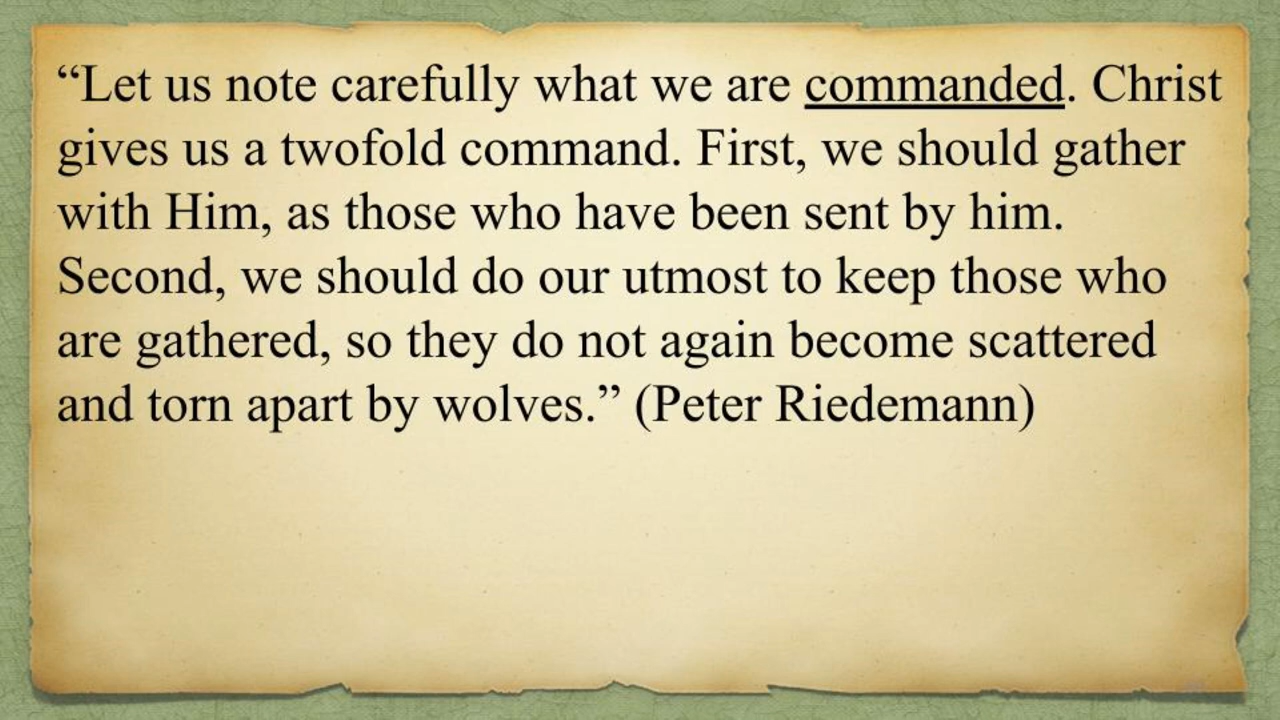 “Let us note carefully what we are commanded. Christ
gives us a twofold command. First, we should gather
with Him, as those who have been sent by him.
Second, we should do our utmost to keep those who
are gathered, so they do not again become scattered
and torn apart by wolves.” (Peter Riedemann)